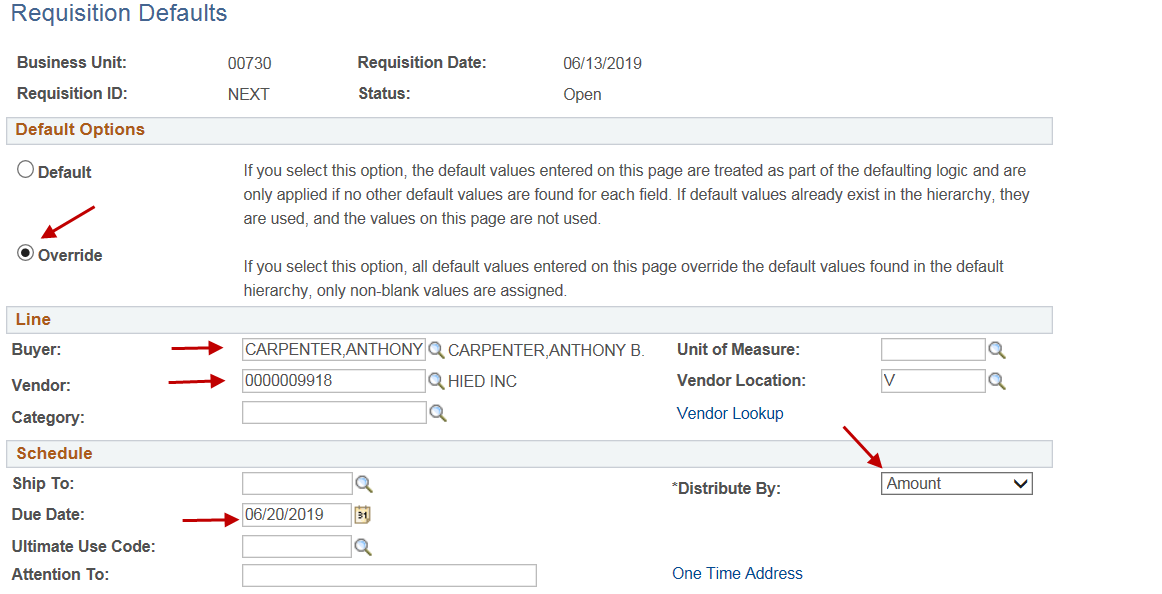 Requisition Defaults
Business Unit: 00730 Requisition Date: 06/13/2019
Requisition ID: NEXT Status: Open
Default Options
Default If you select this option, the default values entered on this page are treated as part of the defaulting logic and are
only applied if no other default values are found for each field. If default values already exist in the hierarchy, they
are used, and the values on this page are not used.
Override
If you select this option, all default values entered on this page override the default values found in the default
hierarchy, only non-blank values are assigned.
Line
Buyer: CARPENTER,ANTHONY CARPENTER,ANTHONY B. Unit of Measure:
Vendor: 0000009918 HIED INC Vendor Location: V
Category: Vendor Lookup
Schedule
Ship To: *Distribute By: Amount
Due Date: 06/20/2019 31
Ultimate Use Code:
Attention To: One Time Address